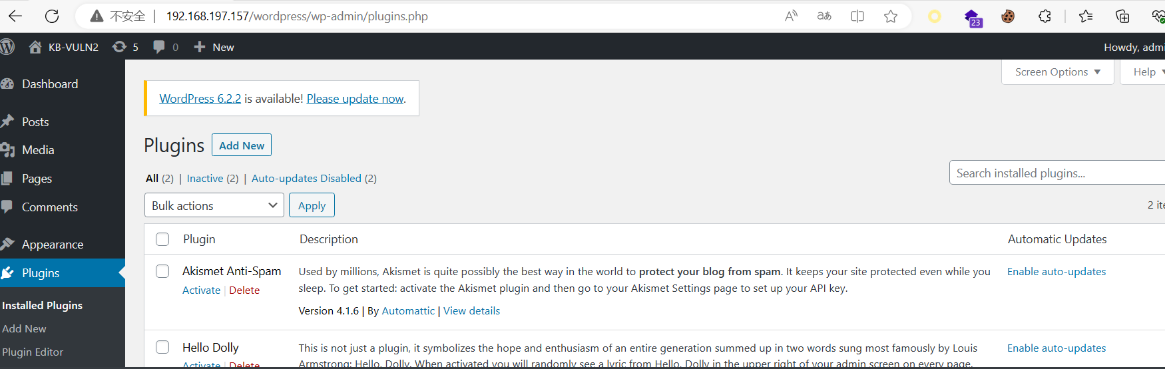 不安全 | 192.168.197.157/wordpress/wp-admin/plugins.php
23
KB-VULN2 5 0 + New Howdy, admi
Screen Options ▼ Help ▼
Dashboard
Posts
Media
Pages
Comments
Appearance
Plugins
Installed Plugins
Add New
Plugin Editor
WordPress 6.2.2 is available! Please update now.
Plugins Add New
All (2) | Inactive (2) | Auto-updates Disabled (2)
Search installed plugins...
Bulk actions Apply
2 ite
Plugin Description Automatic Updates
Akismet Anti-Spam
Activate | Delete
Used by millions, Akismet is quite possibly the best way in the world to protect your blog from spam. It keeps your site protected even while you
sleep. To get started: activate the Akismet plugin and then go to your Akismet Settings page to set up your API key.
Version 4.1.6 | By Automattic | View details
Enable auto-updates
Hello Dolly
Activate | Delete
This is not just a plugin, it symbolizes the hope and enthusiasm of an entire generation summed up in two words sung most famously by Louis
Armstrong: Hello, Dolly. When activated you will randomly see a lyric from Hello, Dolly in the upper right of your admin screen on every page.
Enable auto-updates